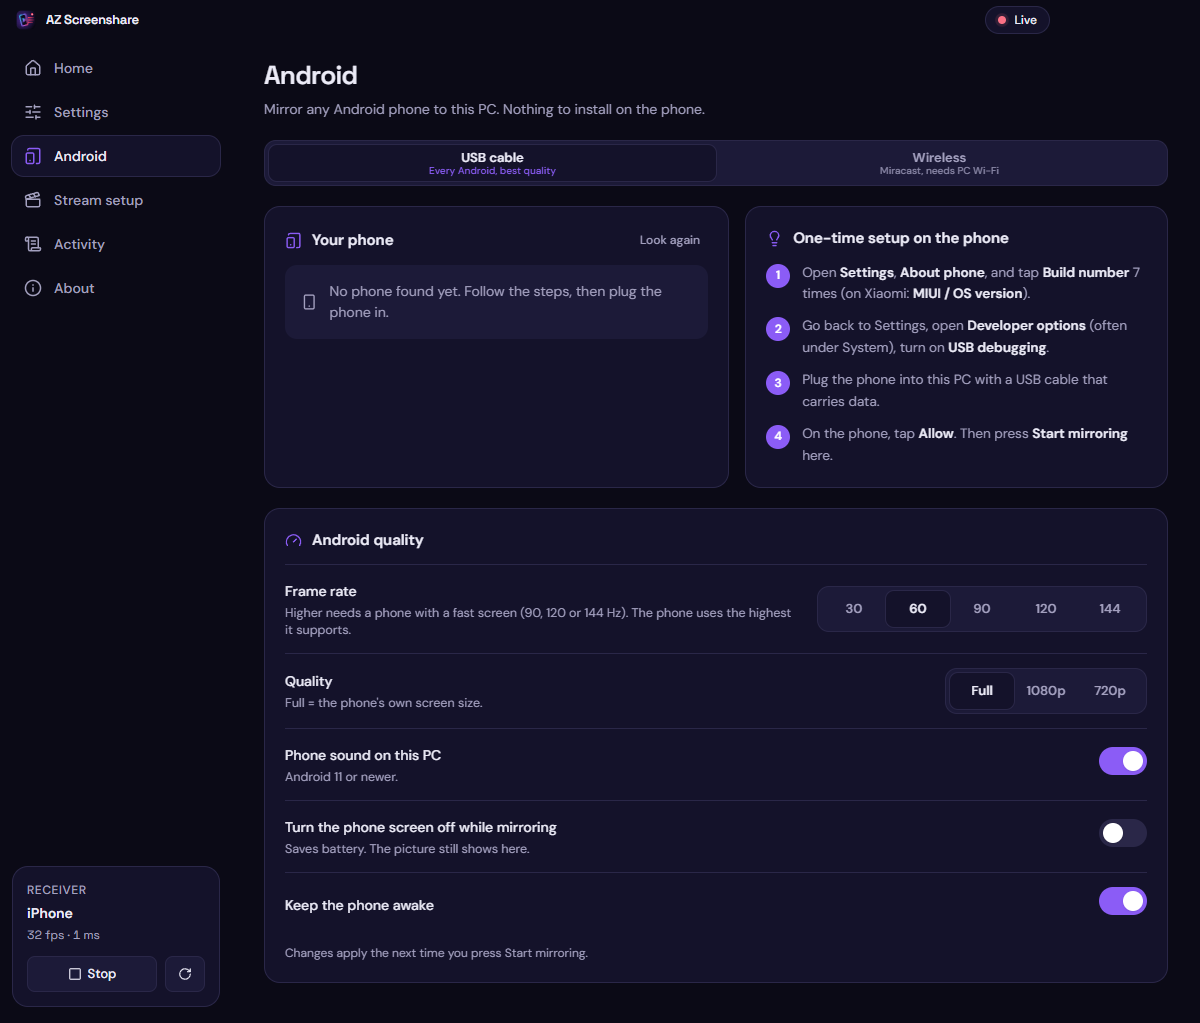 AZ Screenshare
Live
Home
Settings
Android
Stream setup
Activity
About
RECEIVER
iPhone
32 fps · 1 ms
Stop
Android
Mirror any Android phone to this PC. Nothing to install on the phone.
USB cable
Every Android, best quality
Wireless
Miracast, needs PC Wi-Fi
Your phone
Look again
No phone found yet. Follow the steps, then plug the
phone in.
One-time setup on the phone
1 Open Settings, About phone, and tap Build number 7
times (on Xiaomi: MIUI / OS version).
2 Go back to Settings, open Developer options (often
under System), turn on USB debugging.
3 Plug the phone into this PC with a USB cable that
carries data.
4 On the phone, tap Allow. Then press Start mirroring
here.
Android quality
Frame rate
Higher needs a phone with a fast screen (90, 120 or 144 Hz). The phone uses the highest
it supports.
30 60 90 120 144
Quality
Full = the phone's own screen size.
Full 1080p 720p
Phone sound on this PC
Android 11 or newer.
Turn the phone screen off while mirroring
Saves battery. The picture still shows here.
Keep the phone awake
Changes apply the next time you press Start mirroring.